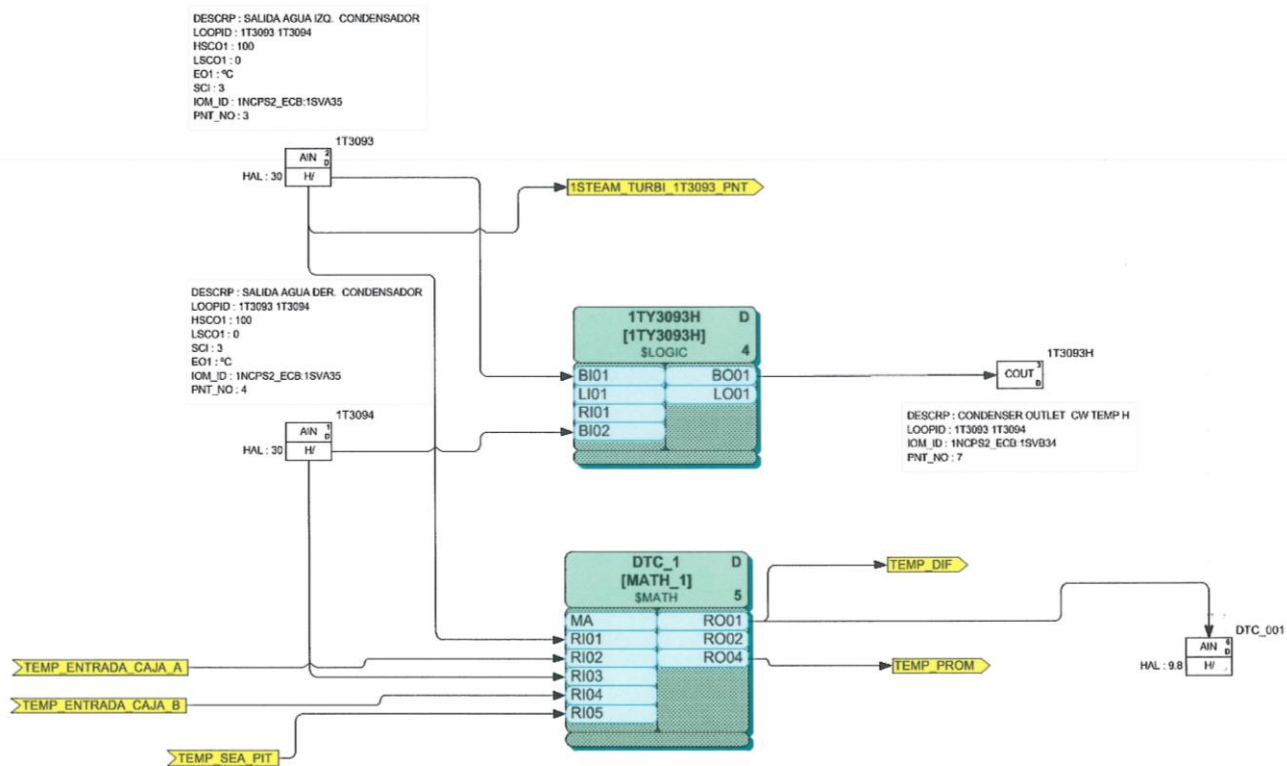 DESCRP : SALIDA AGUA IZQ. CONDENSADOR
LOOPID : 1T3093 1T3094
HSCO1 : 100
LSCO1 : 0
EO1 : ºC
SCI : 3
IOM_ID : 1NCPS2_ECB:1SVA35
PNT_NO : 3
1T3093
AIN 2
D
HAL : 30 H/
1STEAM_TURBI_1T3093_PNT
DESCRP : SALIDA AGUA DER. CONDENSADOR
LOOPID : 1T3093 1T3094
HSCO1 : 100
LSCO1 : 0
SCI : 3
EO1 : ºC
IOM_ID : 1NCPS2_ECB:1SVA35
PNT_NO : 4
1T3094
AIN 1
D
HAL : 30 H/
1TY3093H D
[1TY3093H]
$LOGIC 4
BI01 BO01
LI01 LO01
RI01
BI02
1T3093H
COUT 3
D
DESCRP : CONDENSER OUTLET CW TEMP H
LOOPID : 1T3093 1T3094
IOM_ID : 1NCPS2_ECB:1SVB34
PNT_NO : 7
DTC_1 D
[MATH_1]
$MATH 5
MA RO01
RI01 RO02
RI02 RO04
RI03
RI04
RI05
TEMP_DIF
TEMP_PROM
DTC_001
AIN 6
D
HAL : 9.8 H/
TEMP_ENTRADA_CAJA_A
TEMP_ENTRADA_CAJA_B
TEMP_SEA_PIT